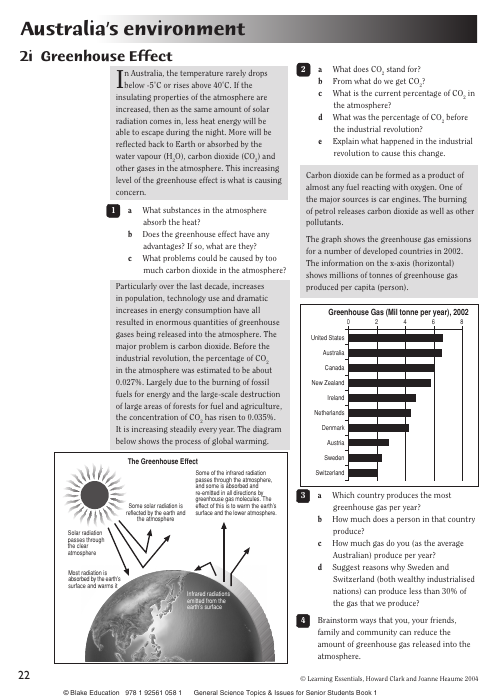 Australia's environment
2i Greenhouse Effect
In Australia, the temperature rarely drops
below -5˚C or rises above 40˚C. If the
insulating properties of the atmosphere are
increased, then as the same amount of solar
radiation comes in, less heat energy will be
able to escape during the night. More will be
reflected back to Earth or absorbed by the
water vapour (H₂O), carbon dioxide (CO₂) and
other gases in the atmosphere. This increasing
level of the greenhouse effect is what is causing
concern.
1 a What substances in the atmosphere
absorb the heat?
b Does the greenhouse effect have any
advantages? If so, what are they?
c What problems could be caused by too
much carbon dioxide in the atmosphere?
Particularly over the last decade, increases
in population, technology use and dramatic
increases in energy consumption have all
resulted in enormous quantities of greenhouse
gases being released into the atmosphere. The
major problem is carbon dioxide. Before the
industrial revolution, the percentage of CO₂
in the atmosphere was estimated to be about
0.027%. Largely due to the burning of fossil
fuels for energy and the large-scale destruction
of large areas of forests for fuel and agriculture,
the concentration of CO₂ has risen to 0.035%.
It is increasing steadily every year. The diagram
below shows the process of global warming.
The Greenhouse Effect
Some of the infrared radiation
passes through the atmosphere,
and some is absorbed and
re-emitted in all directions by
greenhouse gas molecules. The
effect of this is to warm the earth's
surface and the lower atmosphere.
Some solar radiation is
reflected by the earth and
the atmosphere
Solar radiation
passes through
the clear
atmosphere
Most radiation is
absorbed by the earth's
surface and warms it
Infrared radiations
emitted from the
earth's surface
2 a What does CO₂ stand for?
b From what do we get CO₂?
c What is the current percentage of CO₂ in
the atmosphere?
d What was the percentage of CO₂ before
the industrial revolution?
e Explain what happened in the industrial
revolution to cause this change.
Carbon dioxide can be formed as a product of
almost any fuel reacting with oxygen. One of
the major sources is car engines. The burning
of petrol releases carbon dioxide as well as other
pollutants.
The graph shows the greenhouse gas emissions
for a number of developed countries in 2002.
The information on the x-axis (horizontal)
shows millions of tonnes of greenhouse gas
produced per capita (person).
Greenhouse Gas (Mil tonne per year), 2002
0 2 4 6 8
United States
Australia
Canada
New Zealand
Ireland
Netherlands
Denmark
Austria
Sweden
Switzerland
3 a Which country produces the most
greenhouse gas per year?
b How much does a person in that country
produce?
c How much gas do you (as the average
Australian) produce per year?
d Suggest reasons why Sweden and
Switzerland (both wealthy industrialised
nations) can produce less than 30% of
the gas that we produce?
4 Brainstorm ways that you, your friends,
family and community can reduce the
amount of greenhouse gas released into the
atmosphere.
22
© Learning Essentials, Howard Clark and Joanne Heaume 2004
© Blake Education 978 1 92561 058 1 General Science Topics & Issues for Senior Students Book 1